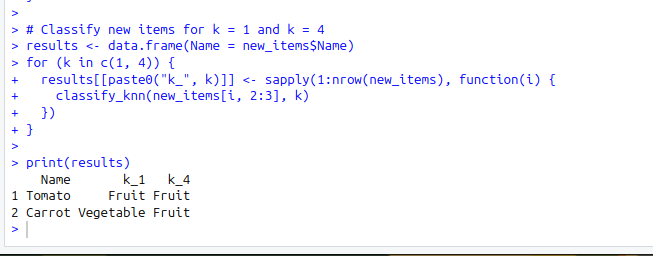 >
> # Classify new items for k = 1 and k = 4
> results <- data.frame(Name = new_items$Name)
> for (k in c(1, 4)) {
+   results[[paste0("k_", k)]] <- sapply(1:nrow(new_items), function(i) {
+     classify_knn(new_items[i, 2:3], k)
+   })
+ }
>
> print(results)
    Name       k_1   k_4
1 Tomato     Fruit Fruit
2 Carrot Vegetable Fruit
>